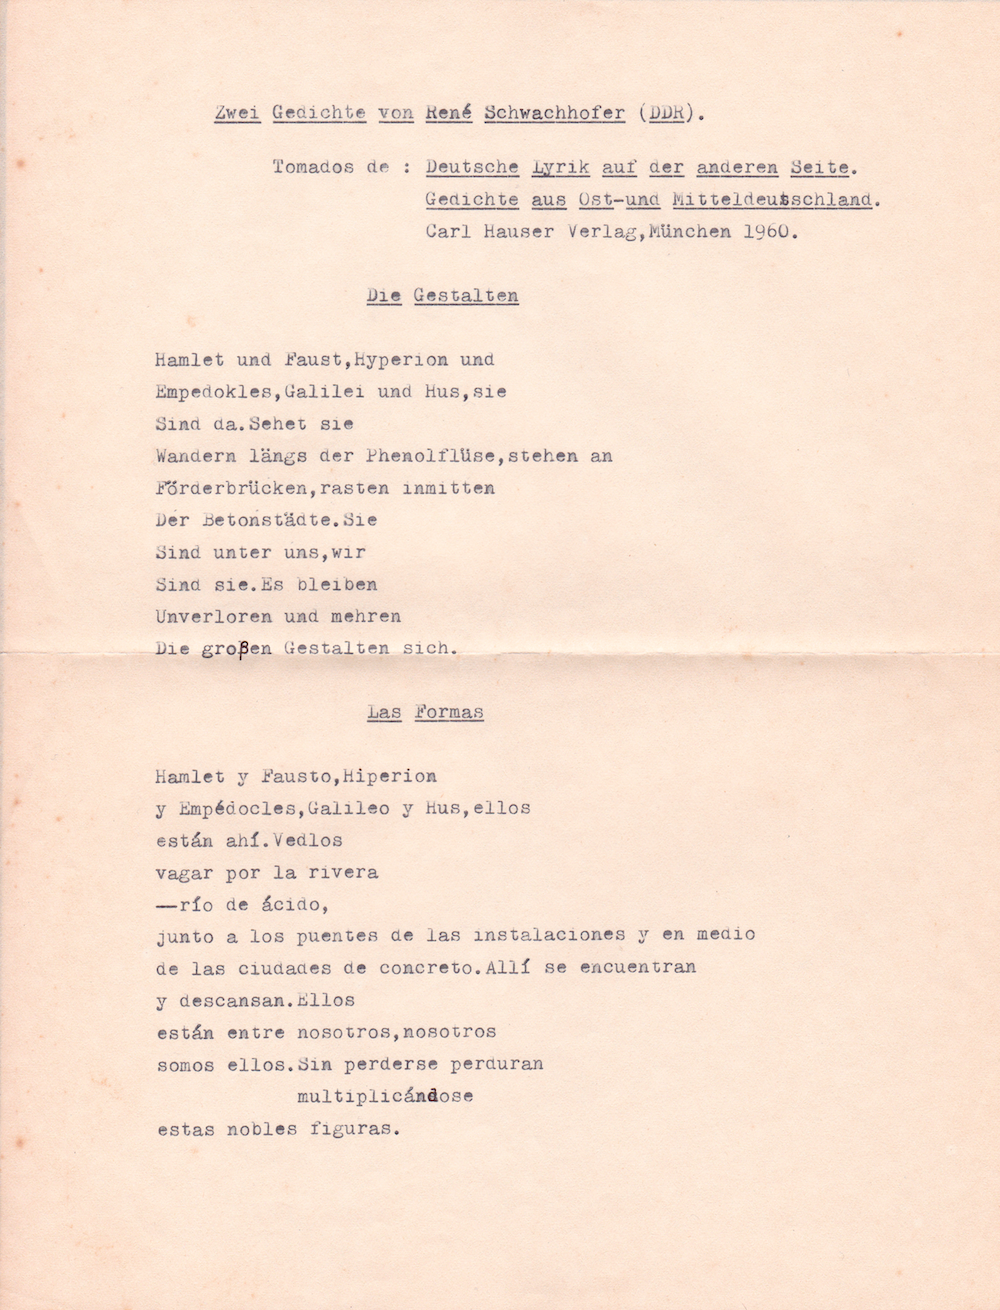 Zwei Gedichte von René Schwachhofer (DDR).
Tomados de : Deutsche Lyrik auf der anderen Seite.
Gedichte aus Ost-und Mitteldeutschland.
Carl Hauser Verlag,München 1960.
Die Gestalten
Hamlet und Faust,Hyperion und
Empedokles,Galilei und Hus,sie
Sind da.Sehet sie
Wandern längs der Phenolflüse,stehen an
Förderbrücken,rasten inmitten
Der Betonstädte.Sie
Sind unter uns,wir
Sind sie.Es bleiben
Unverloren und mehren
Die großen Gestalten sich.
Las Formas
Hamlet y Fausto,Hiperion
y Empédocles,Galileo y Hus,ellos
están ahí.Vedlos
vagar por la rivera
—río de ácido,
junto a los puentes de las instalaciones y en medio
de las ciudades de concreto.Allí se encuentran
y descansan.Ellos
están entre nosotros,nosotros
somos ellos.Sin perderse perduran
multiplicándose
estas nobles figuras.